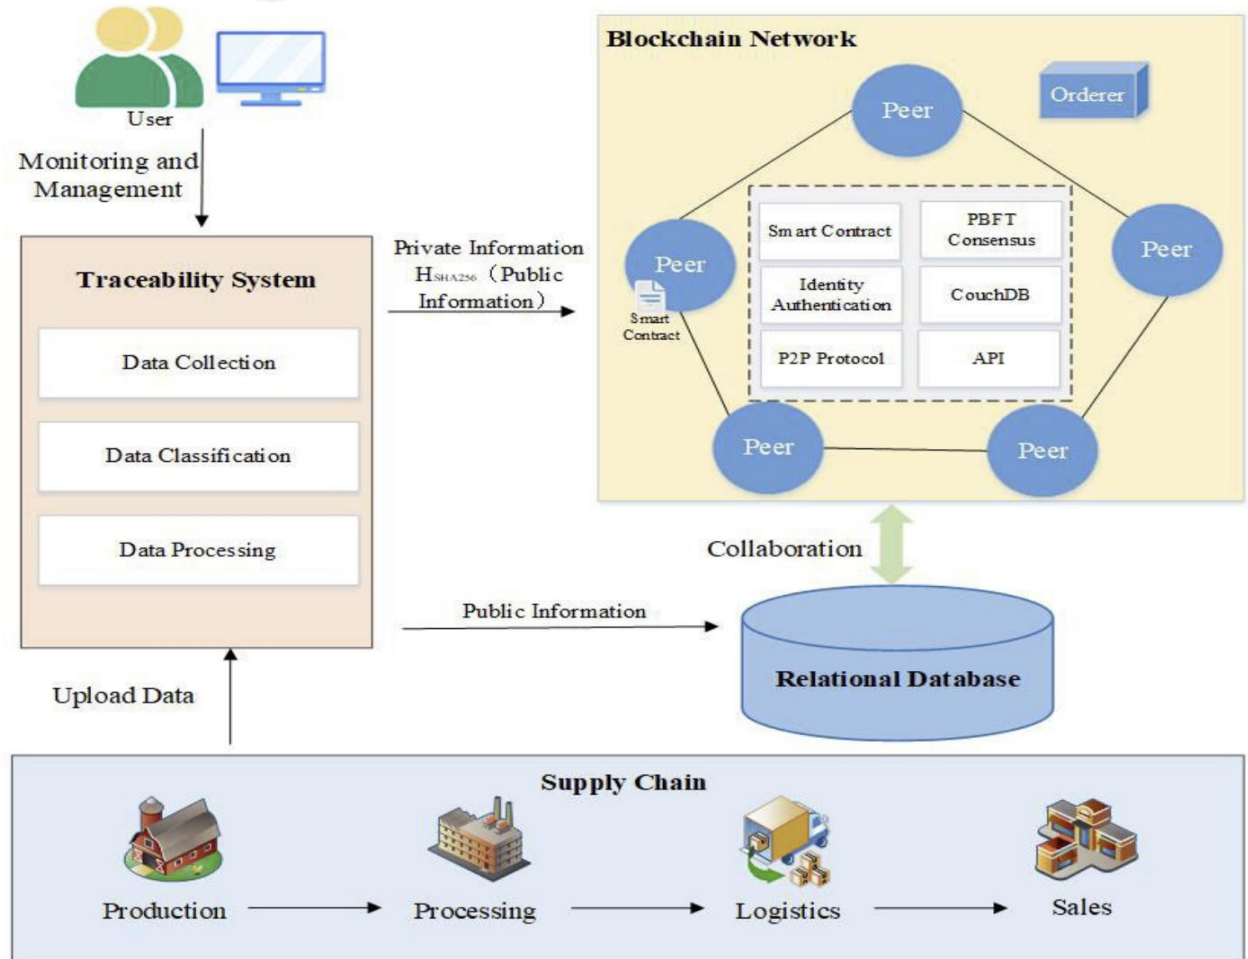 User
Monitoring and
Management
Traceability System
Data Collection
Data Classification
Data Processing
Private Information
HSHA256（Public
Information）
Blockchain Network
Orderer
Peer
Peer
Peer
Smart
Contract
Peer
Peer
Smart Contract
PBFT
Consensus
Identity
Authentication
CouchDB
P2P Protocol
API
Collaboration
Public Information
Relational Database
Upload Data
Supply Chain
Production
Processing
Logistics
Sales